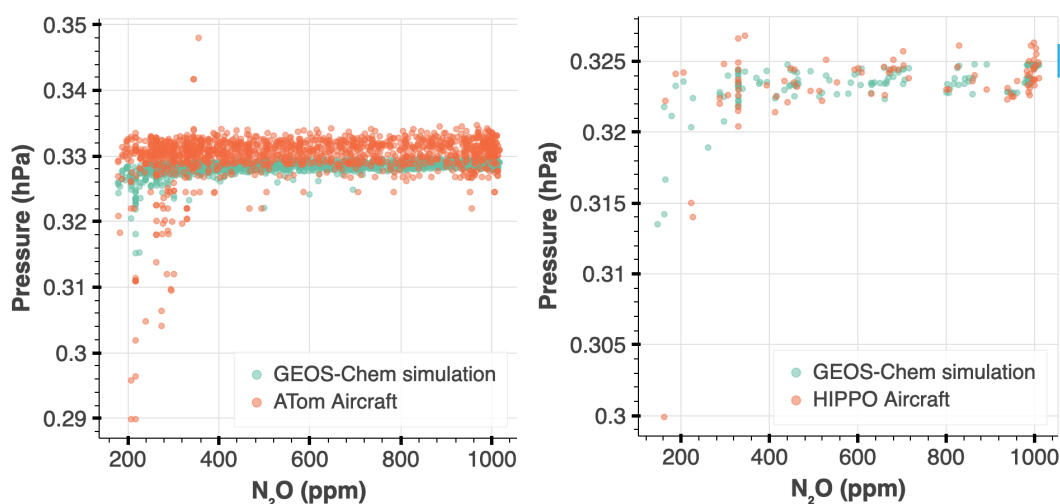 0.35
0.34
0.33
0.32
0.31
0.3
0.29
Pressure (hPa)
GEOS-Chem simulation
ATom Aircraft
200
400
600
800
1000
N₂O (ppm)
0.325
0.32
0.315
0.31
0.305
0.3
Pressure (hPa)
GEOS-Chem simulation
HIPPO Aircraft
200
400
600
800
1000
N₂O (ppm)